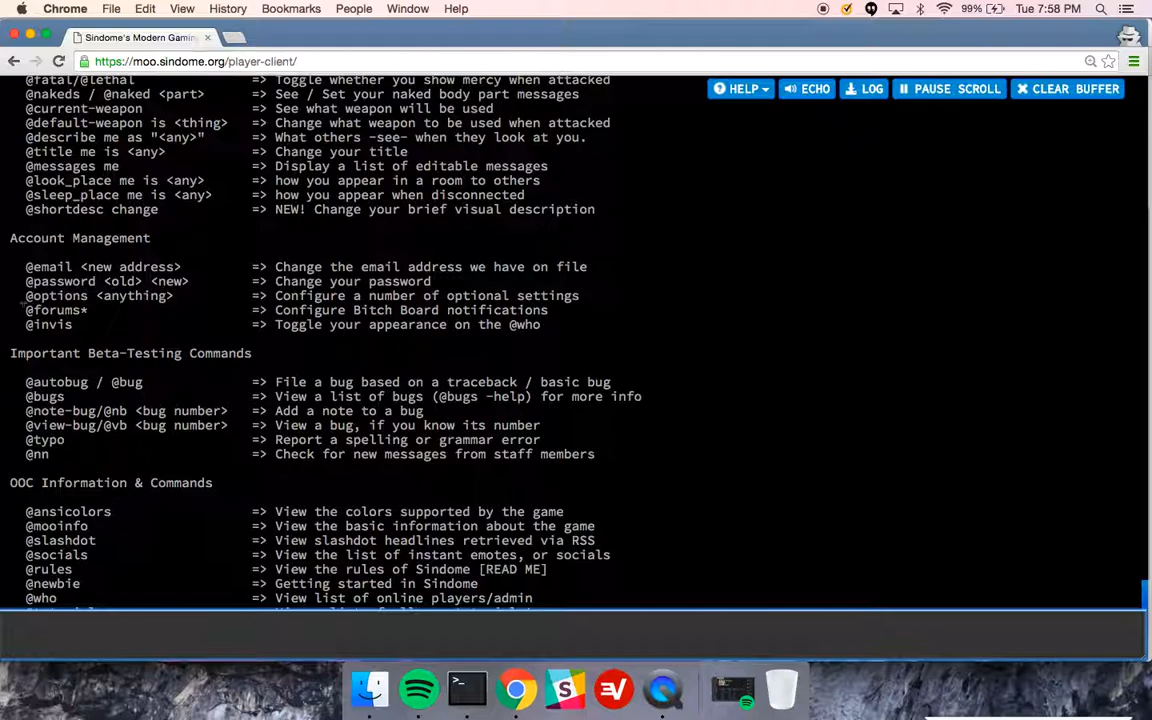 Chrome File Edit View History Bookmarks People Window Help 99% Tue 7:58 PM
Sindome's Modern Gamin
https://moo.sindome.org/player-client/
HELP ECHO LOG PAUSE SCROLL CLEAR BUFFER
@fatal/@lethal => Toggle whether you show mercy when attacked
@nakeds / @naked <part> => See / Set your naked body part messages
@current-weapon => See what weapon will be used
@default-weapon is <thing> => Change what weapon to be used when attacked
@describe me as "<any>" => What others -see- when they look at you.
@title me is <any> => Change your title
@messages me => Display a list of editable messages
@look_place me is <any> => how you appear in a room to others
@sleep_place me is <any> => how you appear when disconnected
@shortdesc change => NEW! Change your brief visual description
Account Management
@email <new address> => Change the email address we have on file
@password <old> <new> => Change your password
@options <anything> => Configure a number of optional settings
@forums* => Configure Bitch Board notifications
@invis => Toggle your appearance on the @who
Important Beta-Testing Commands
@autobug / @bug => File a bug based on a traceback / basic bug
@bugs => View a list of bugs (@bugs -help) for more info
@note-bug/@nb <bug number> => Add a note to a bug
@view-bug/@vb <bug number> => View a bug, if you know its number
@typo => Report a spelling or grammar error
@nn => Check for new messages from staff members
OOC Information & Commands
@ansicolors => View the colors supported by the game
@mooinfo => View the basic information about the game
@slashdot => View slashdot headlines retrieved via RSS
@socials => View the list of instant emotes, or socials
@rules => View the rules of Sindome [READ ME]
@newbie => Getting started in Sindome
@who => View list of online players/admin